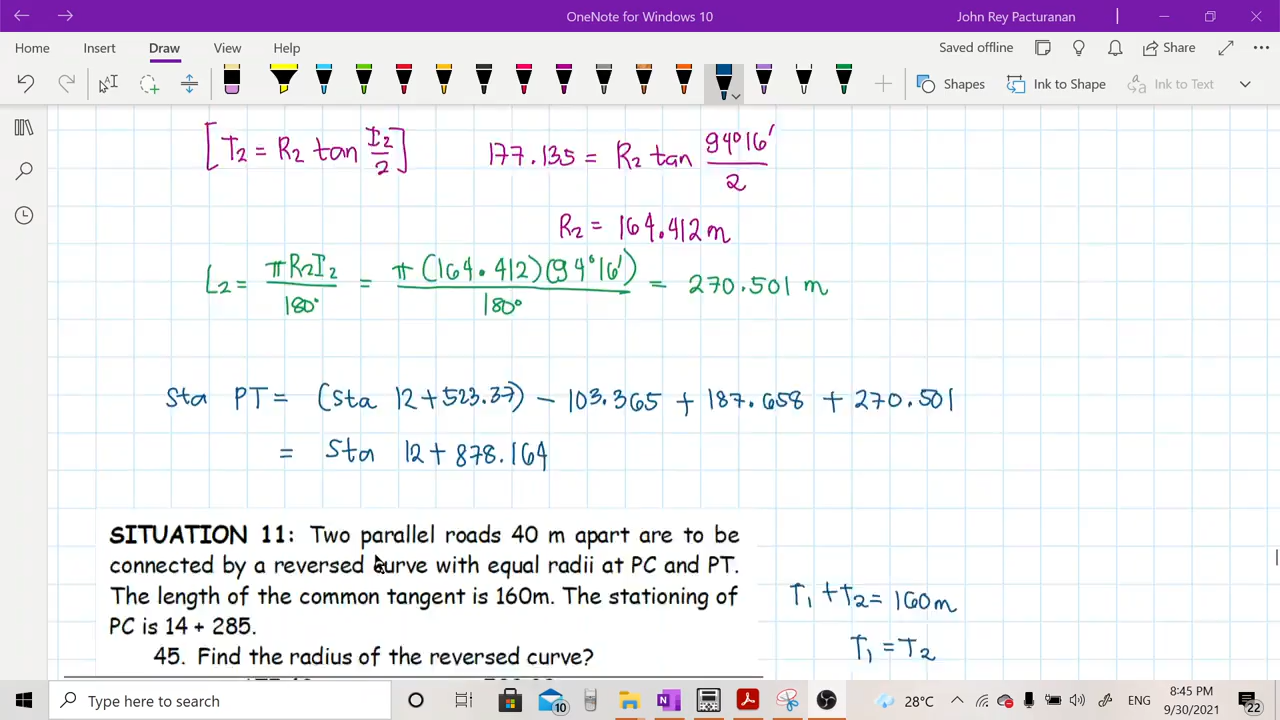 OneNote for Windows 10
John Rey Pacturanan
Home Insert Draw View Help
Saved offline
Share
Shapes
Ink to Shape
Ink to Text
[T2 = R2 tan I2/2]
177.135 = R2 tan 94°16'/2
R2 = 164.412 m
L2 = πR2I2/180° = π(164.412)(94°16')/180° = 270.501 m
Sta PT = (Sta 12+523.37) - 103.365 + 187.658 + 270.501
= Sta 12+878.164
SITUATION 11: Two parallel roads 40 m apart are to be
connected by a reversed curve with equal radii at PC and PT.
The length of the common tangent is 160m. The stationing of
PC is 14 + 285.
45. Find the radius of the reversed curve?
T1 + T2 = 160m
T1 = T2
Type here to search
10
28°C
ENG
8:45 PM
9/30/2021
22